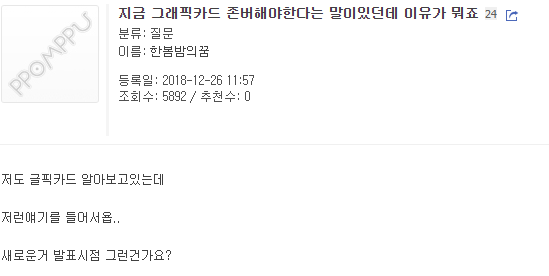 지금 그래픽카드 존버해야한다는 말이있던데 이유가 뭐죠 24
분류: 질문
이름: 한봄밤의꿈
PPOMPPU
등록일: 2018-12-26 11:57
조회수: 5892 / 추천수: 0
저도 글픽카드 알아보고있는데
저런얘기를 들어서욥..
새로운거 발표시점 그런건가요?